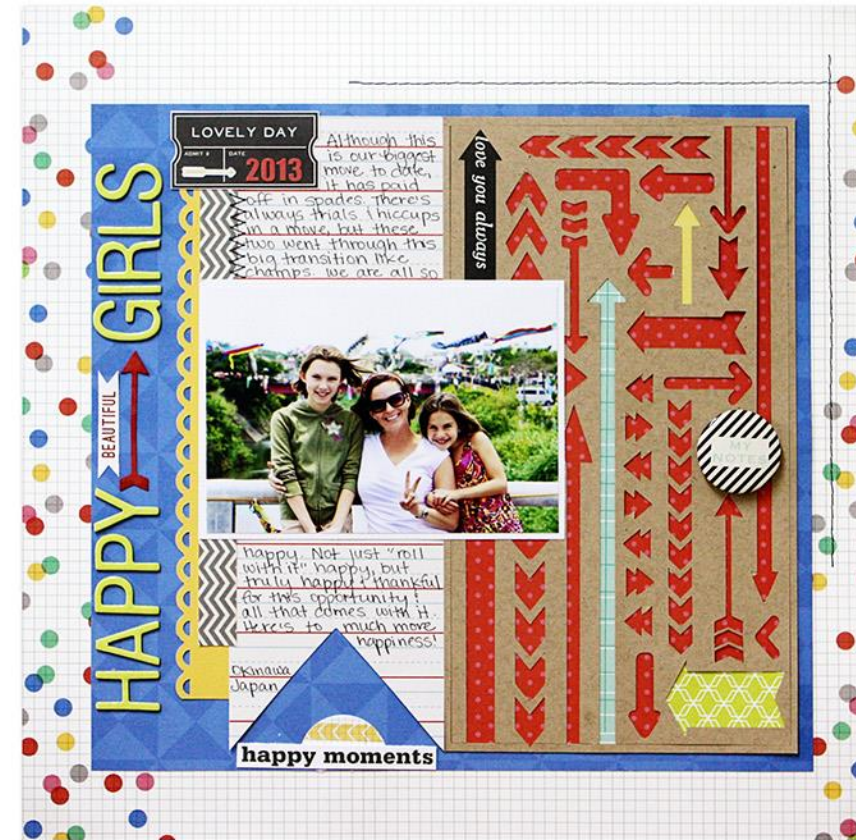 HAPPY GIRLS
BEAUTIFUL
LOVELY DAY
ADMIT # DATE
2013
Although this
is our biggest
move to date,
it has paid
off in spades. There's
always trials & hiccups
in a move, but these
two went through this
big transition like
champs. We are all so
happy. Not just "roll
with it" happy, but
truly happy & thankful
for this opportunity &
all that comes with it.
Here's to much more
happiness!
Okinawa
Japan
happy moments
love you always
MY
NOTES